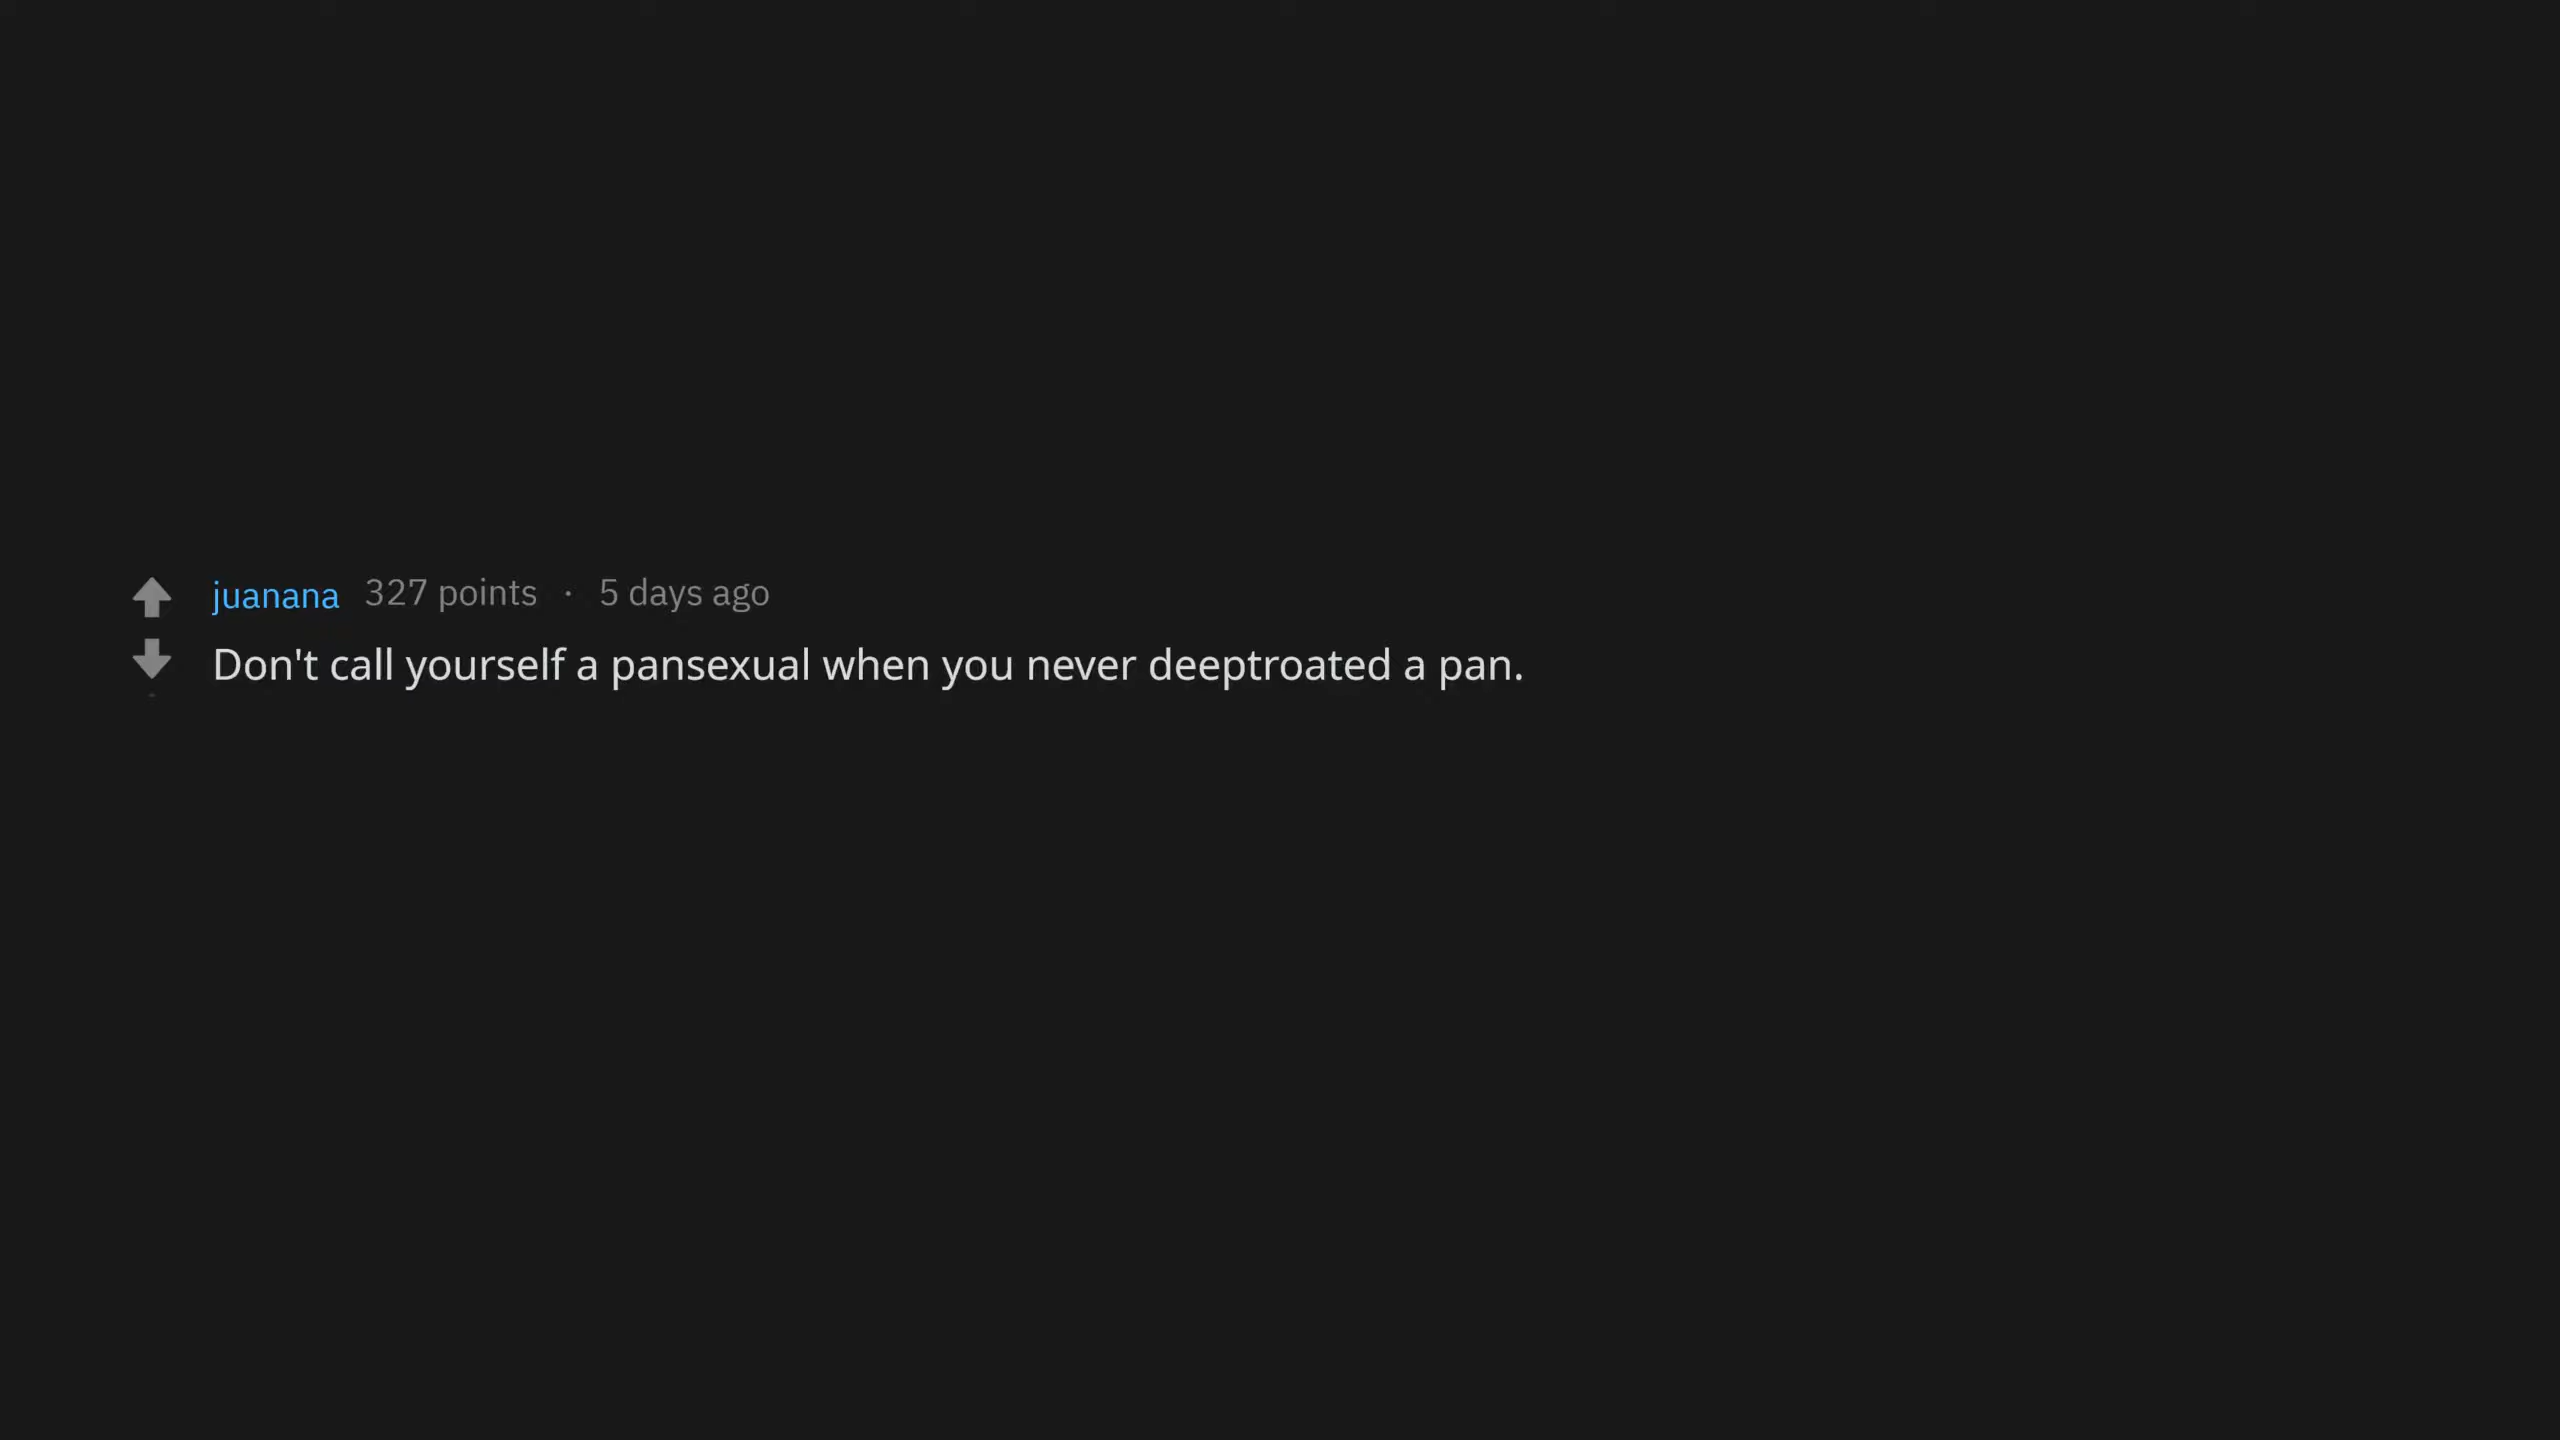 juanana 327 points · 5 days ago
Don't call yourself a pansexual when you never deeptroated a pan.